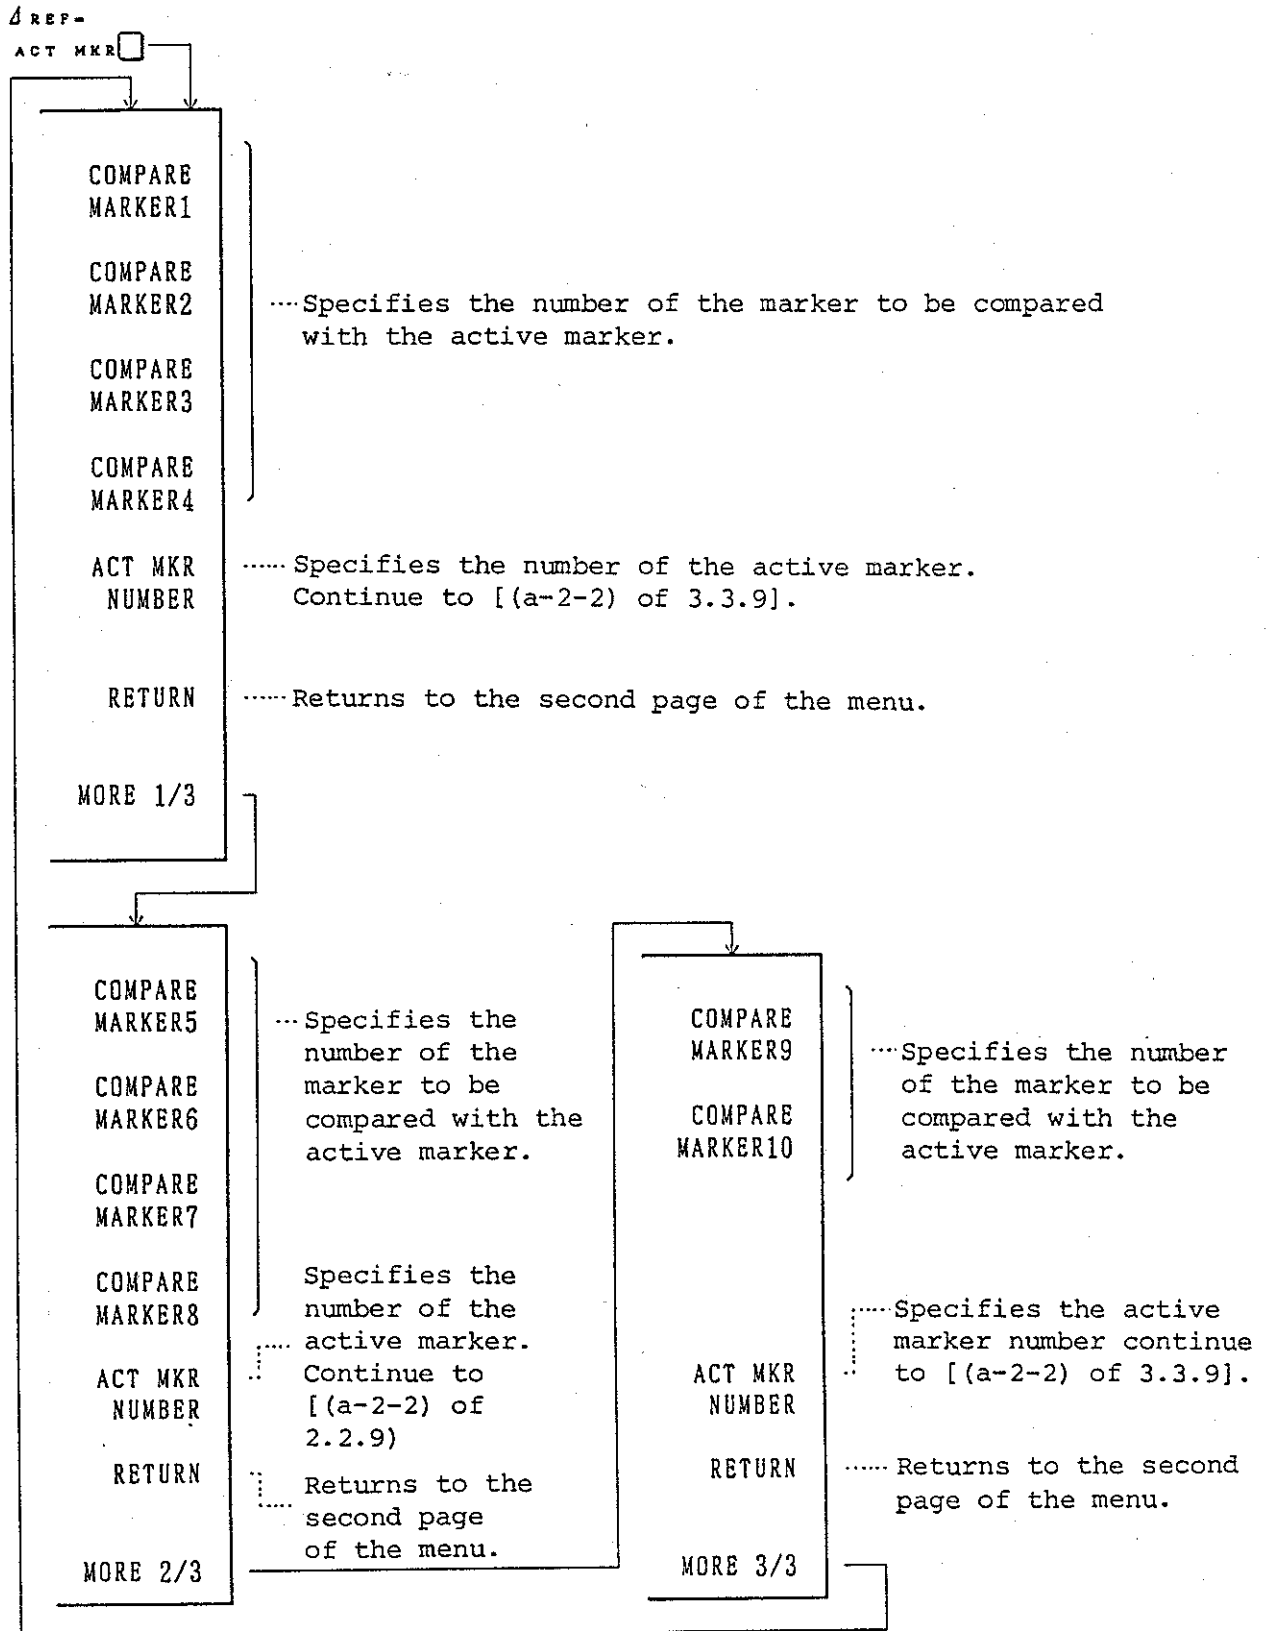 Δ REF=
ACT MKR
COMPARE
MARKER1
COMPARE
MARKER2
COMPARE
MARKER3
COMPARE
MARKER4
....Specifies the number of the marker to be compared
with the active marker.
ACT MKR
NUMBER
......Specifies the number of the active marker.
Continue to [(a-2-2) of 3.3.9].
RETURN
......Returns to the second page of the menu.
MORE 1/3
COMPARE
MARKER5
COMPARE
MARKER6
COMPARE
MARKER7
COMPARE
MARKER8
...Specifies the
number of the
marker to be
compared with the
active marker.
ACT MKR
NUMBER
Specifies the
number of the
active marker.
Continue to
[(a-2-2) of
2.2.9)
RETURN
Returns to the
second page
of the menu.
MORE 2/3
COMPARE
MARKER9
COMPARE
MARKER10
....Specifies the number
of the marker to be
compared with the
active marker.
ACT MKR
NUMBER
.....Specifies the active
marker number continue
to [(a-2-2) of 3.3.9].
RETURN
......Returns to the second
page of the menu.
MORE 3/3